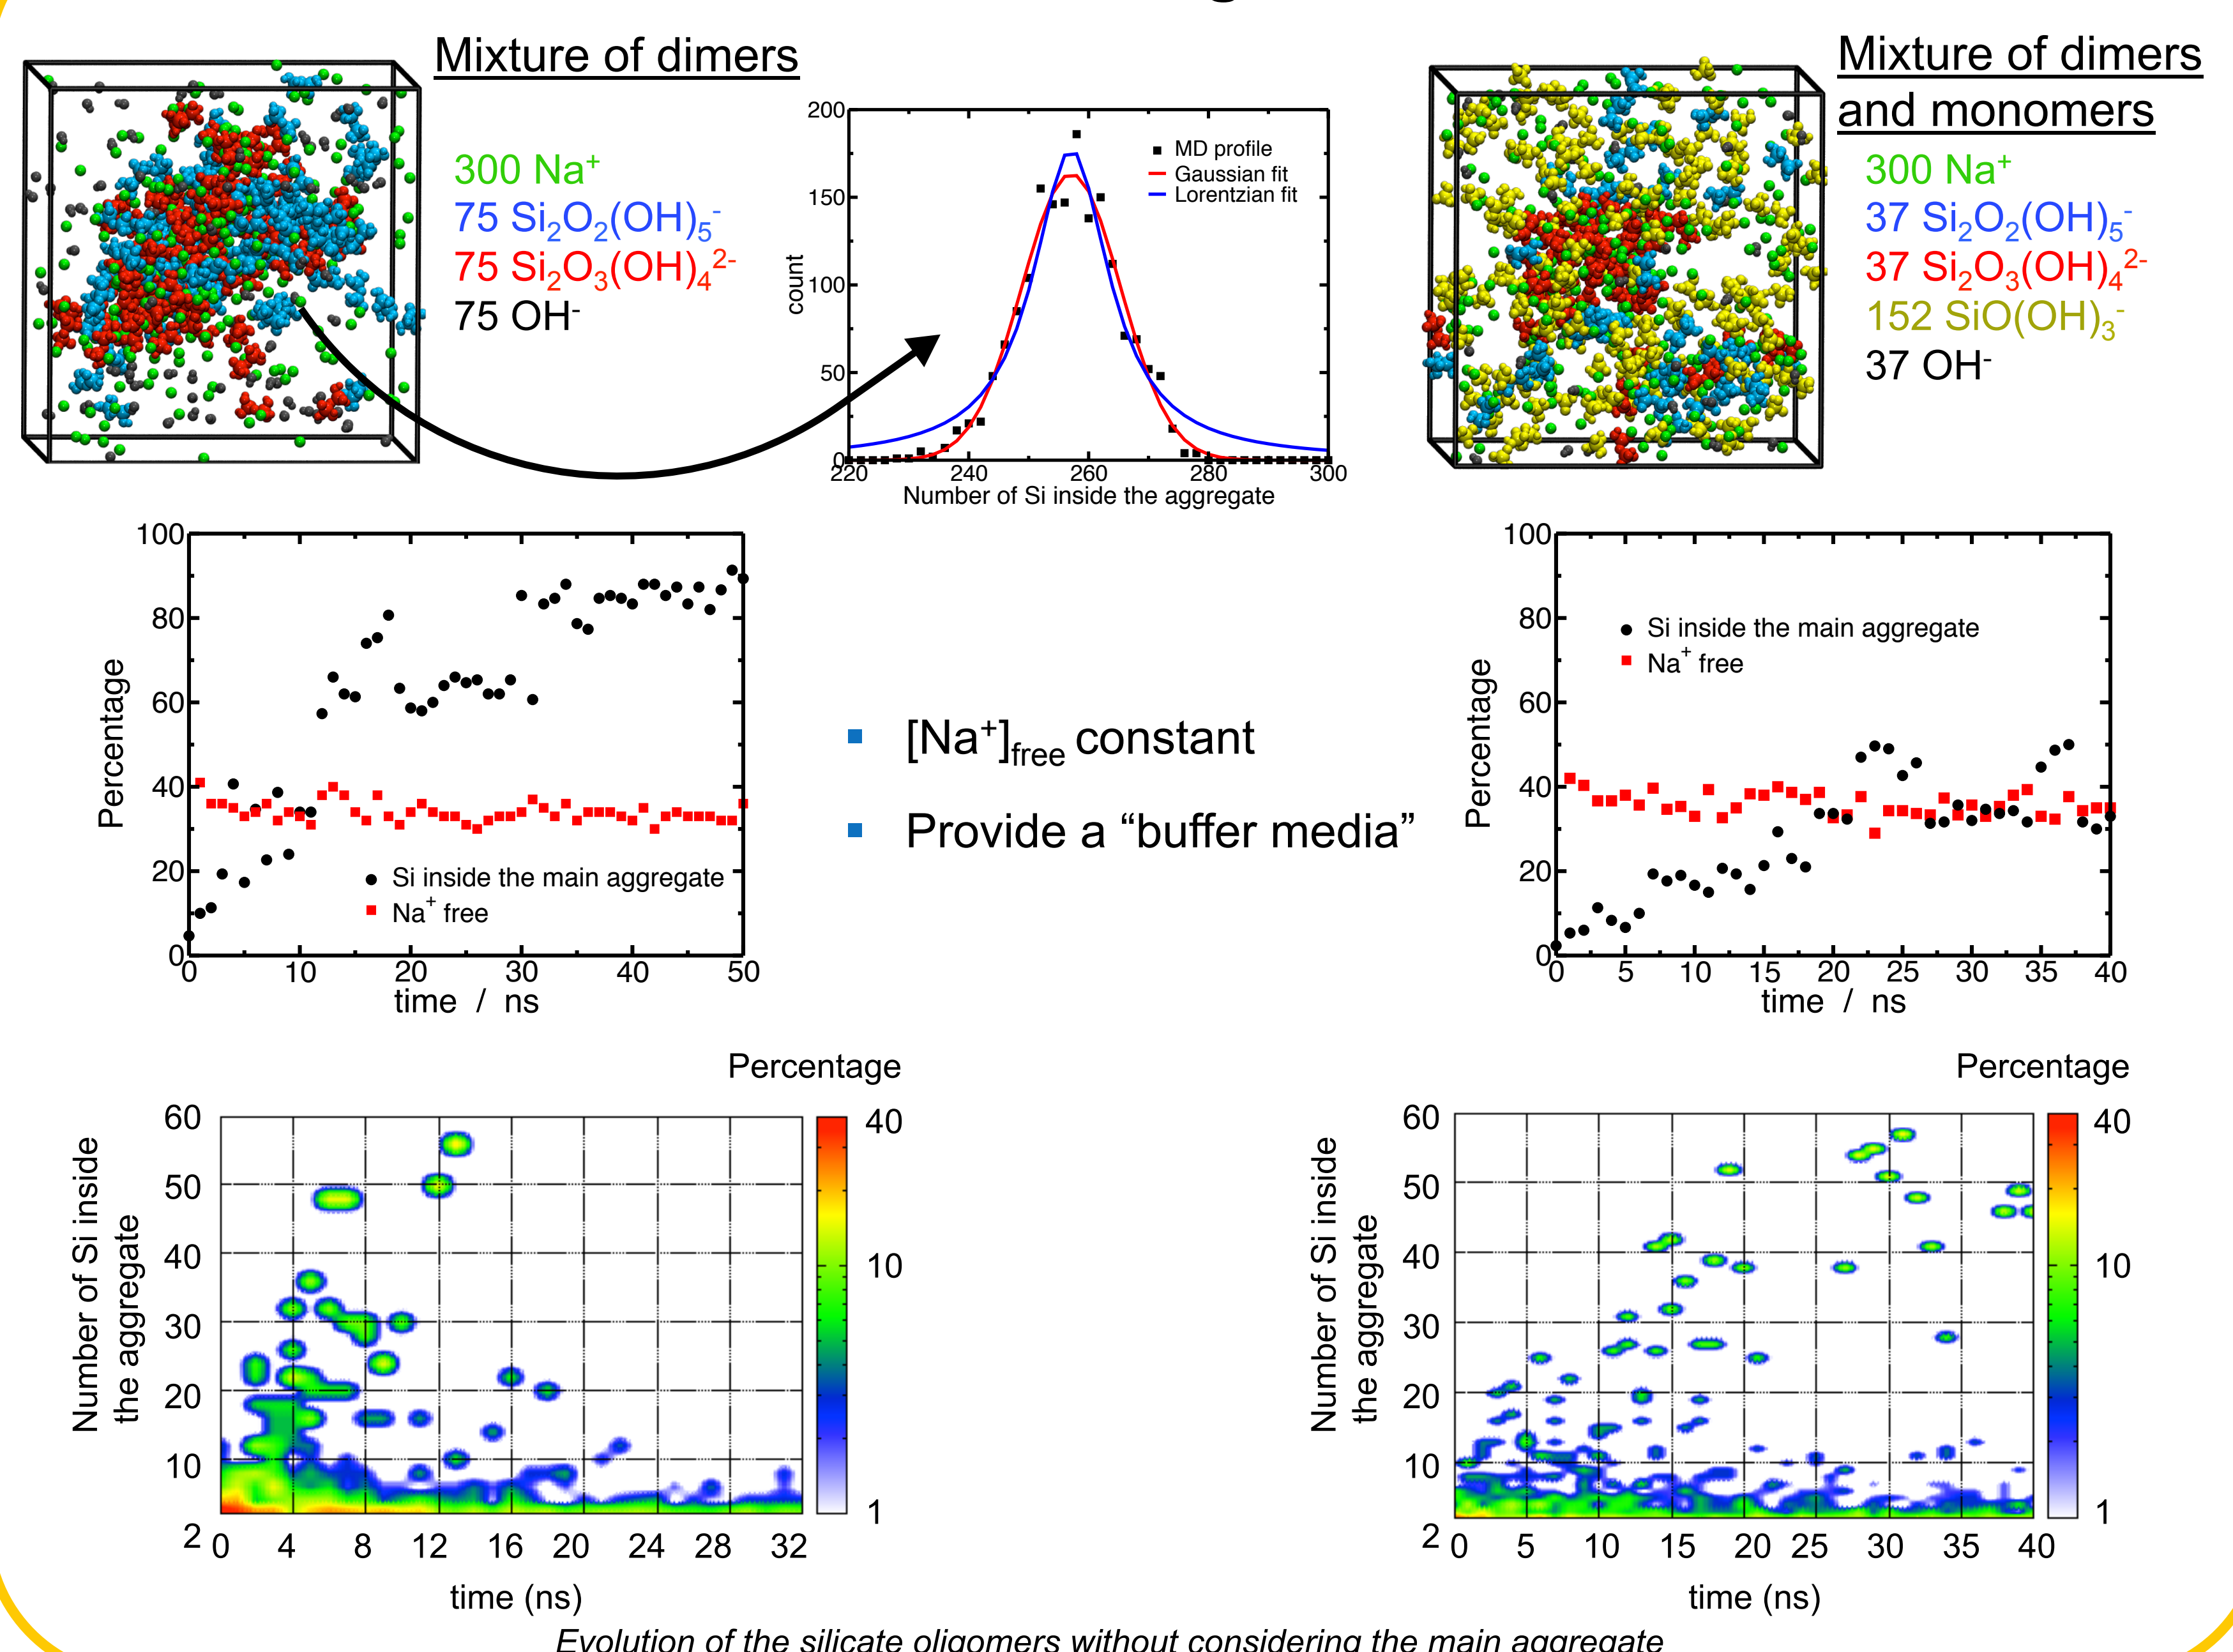 Mixture of dimers
300 Na⁺
75 Si₂O₂(OH)₅⁻
75 Si₂O₃(OH)₄²⁻
75 OH⁻
200
150
100
50
0
count
MD profile
Gaussian fit
Lorentzian fit
220 240 260 280 300
Number of Si inside the aggregate
Mixture of dimers
and monomers
300 Na⁺
37 Si₂O₂(OH)₅⁻
37 Si₂O₃(OH)₄²⁻
152 SiO(OH)₃⁻
37 OH⁻
100
80
60
40
20
0
Percentage
Si inside the main aggregate
Na⁺ free
0 10 20 30 40 50
time / ns
[Na⁺]free constant
Provide a “buffer media”
100
80
60
40
20
0
Percentage
Si inside the main aggregate
Na⁺ free
0 5 10 15 20 25 30 35 40
time / ns
Percentage
60
50
40
30
20
10
2
Number of Si inside
the aggregate
40
10
1
0 4 8 12 16 20 24 28 32
time (ns)
Percentage
60
50
40
30
20
10
2
Number of Si inside
the aggregate
40
10
1
0 5 10 15 20 25 30 35 40
time (ns)
Evolution of the silicate oligomers without considering the main aggregate